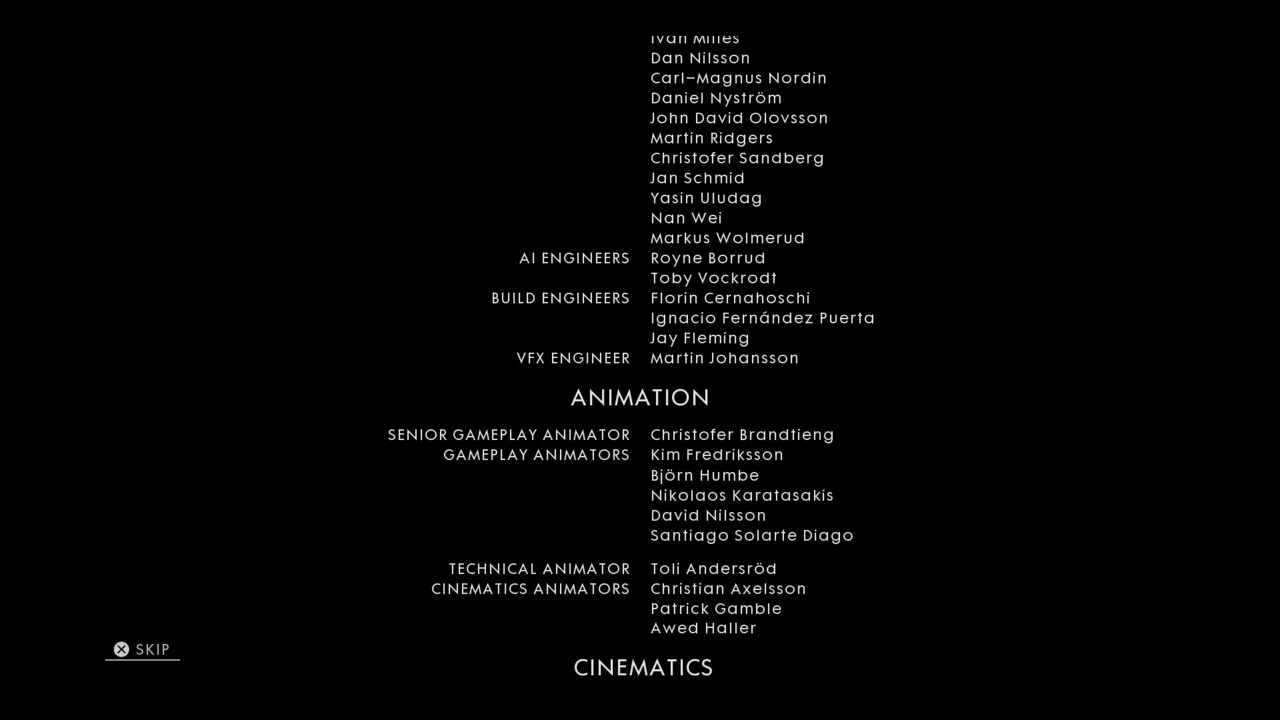 Ivan Milles
Dan Nilsson
Carl-Magnus Nordin
Daniel Nyström
John David Olovsson
Martin Ridgers
Christofer Sandberg
Jan Schmid
Yasin Uludag
Nan Wei
Markus Wolmerud
AI ENGINEERS Royne Borrud
Toby Vockrodt
BUILD ENGINEERS Florin Cernahoschi
Ignacio Fernández Puerta
Jay Fleming
VFX ENGINEER Martin Johansson
ANIMATION
SENIOR GAMEPLAY ANIMATOR Christofer Brandtieng
GAMEPLAY ANIMATORS Kim Fredriksson
Björn Humbe
Nikolaos Karatasakis
David Nilsson
Santiago Solarte Diago
TECHNICAL ANIMATOR Toli Andersröd
CINEMATICS ANIMATORS Christian Axelsson
Patrick Gamble
Awed Haller
SKIP
CINEMATICS